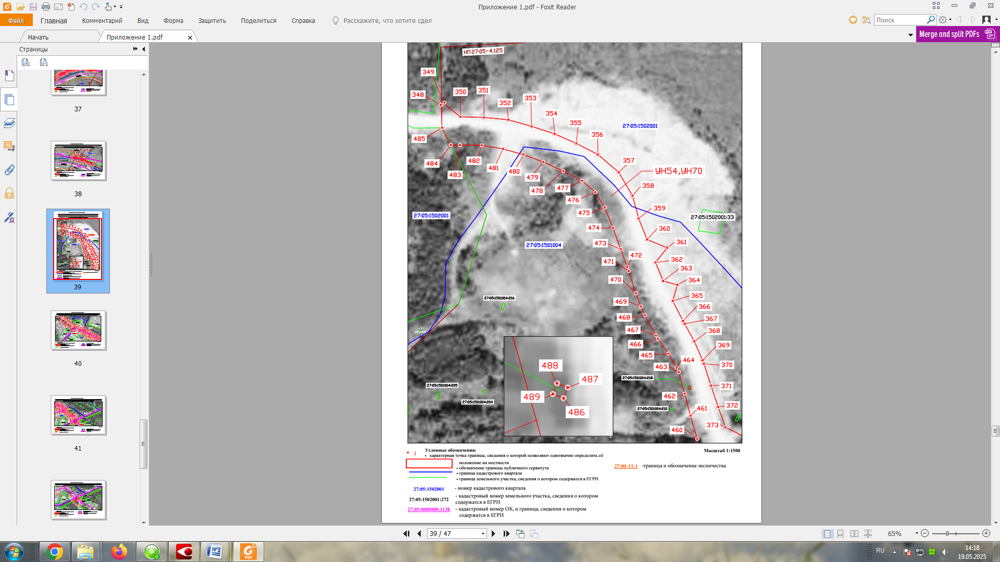 Приложение 1.pdf - Foxit Reader
Файл
Главная
Комментарий
Вид
Форма
Защитить
Поделиться
Справка
Расскажите, что хотите сдел
Поиск
Начать
Приложение 1.pdf
Merge and split PDFs
Страницы
37
38
39
40
41
НП 27:05-4.125
349
348
350
351
352
353
354
355
356
27:05:1502001
485
484
483
482
481
480
479
478
477
476
475
474
473
472
471
470
469
468
467
466
465
464
463
462
461
460
357
УН54,УН70
358
359
360
361
362
363
364
365
366
367
368
369
370
371
372
373
27:05:1502001:33
27:05:1502001
27:05:1501004
27:05:1501004:216
27:05:1501004:205
27:05:1501004:204
27:05:1501004:218
27:05:1501004:210
488
487
489
486
Условные обозначения:
Масштаб 1:1500
1
• характерная точка границы, сведения о которой позволяют однозначно определить её
положение на местности
- обозначение границы публичного сервитута
- граница кадастрового квартала
- граница земельного участка, сведения о котором содержатся в ЕГРН
27:00-15.1 -граница и обозначение лесничества
27:05:1502001 - номер кадастрового квартала
27:05:1502001:272 - кадастровый номер земельного участка, сведения о котором
содержатся в ЕГРН
27:05:0000000:1138 - кадастровый номер ОК, и граница, сведения о котором
содержатся в ЕГРН
39 / 47
65%
PDF
RU
14:18
19.05.2025